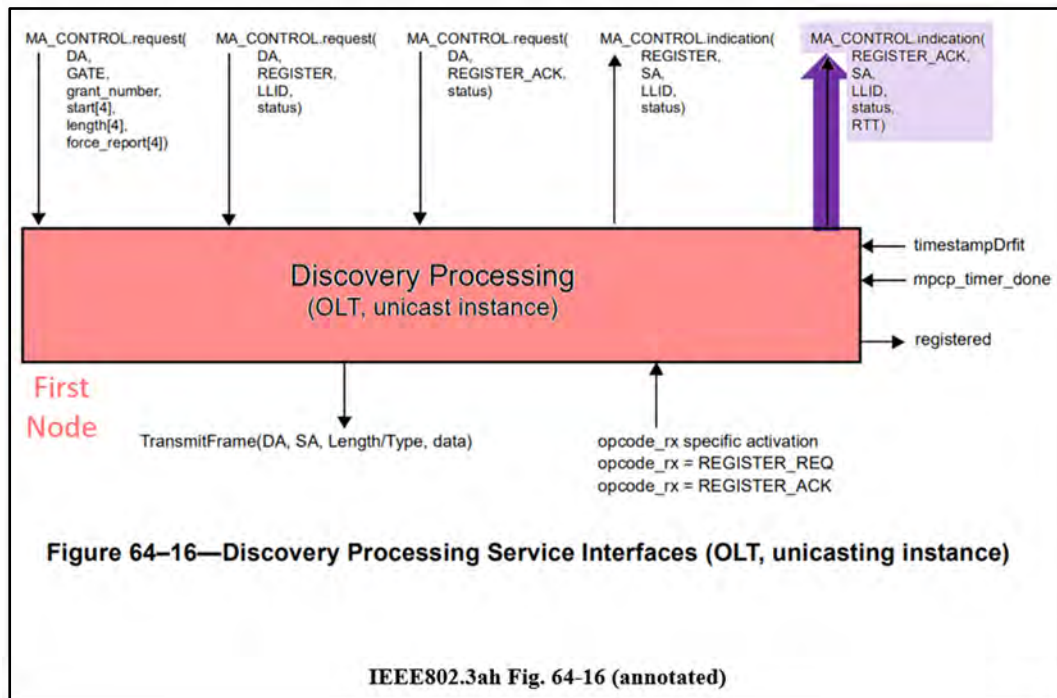 MA_CONTROL.request(
DA,
GATE,
grant_number,
start[4],
length[4],
force_report[4])
MA_CONTROL.request(
DA,
REGISTER,
LLID,
status)
MA_CONTROL.request(
DA,
REGISTER_ACK,
status)
MA_CONTROL.indication(
REGISTER,
SA,
LLID,
status)
MA_CONTROL.indication(
REGISTER_ACK,
SA,
LLID,
status,
RTT)
Discovery Processing
(OLT, unicast instance)
timestampDrfit
mpcp_timer_done
registered
First
Node
TransmitFrame(DA, SA, Length/Type, data)
opcode_rx specific activation
opcode_rx = REGISTER_REQ
opcode_rx = REGISTER_ACK
Figure 64–16—Discovery Processing Service Interfaces (OLT, unicasting instance)
IEEE802.3ah Fig. 64-16 (annotated)